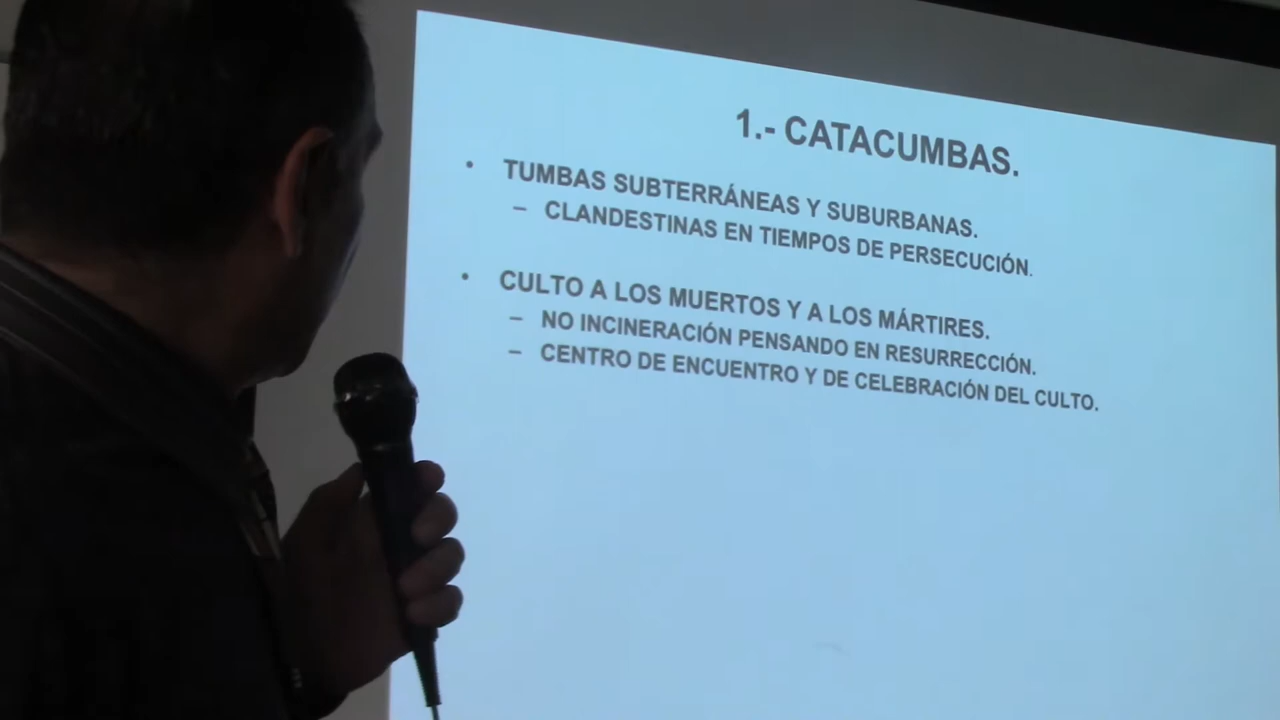 1.- CATACUMBAS.
• TUMBAS SUBTERRÁNEAS Y SUBURBANAS.
– CLANDESTINAS EN TIEMPOS DE PERSECUCIÓN.
• CULTO A LOS MUERTOS Y A LOS MÁRTIRES.
– NO INCINERACIÓN PENSANDO EN RESURRECCIÓN.
– CENTRO DE ENCUENTRO Y DE CELEBRACIÓN DEL CULTO.